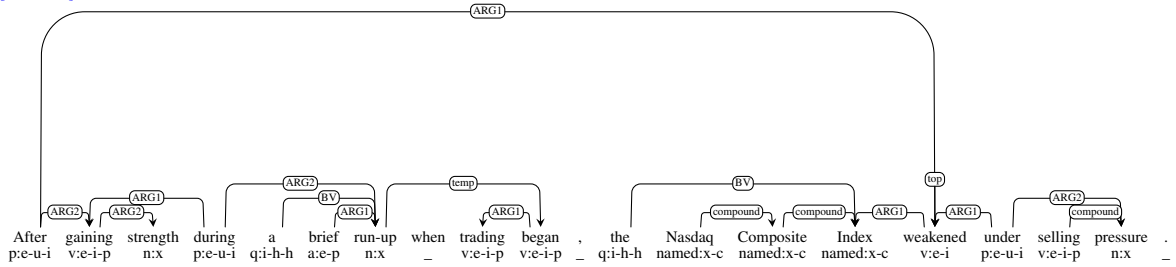 ARG1
ARG2 BV temp BV top ARG2
ARG2 ARG2 ARG1 ARG1 ARG1 compound compound ARG1 ARG1 compound
After gaining strength during a brief run-up when trading began , the Nasdaq Composite Index weakened under selling pressure .
p:e-u-i v:e-i-p n:x p:e-u-i q:i-h-h a:e-p n:x _ v:e-i-p v:e-i-p _ q:i-h-h named:x-c named:x-c named:x-c v:e-i p:e-u-i v:e-i-p n:x _